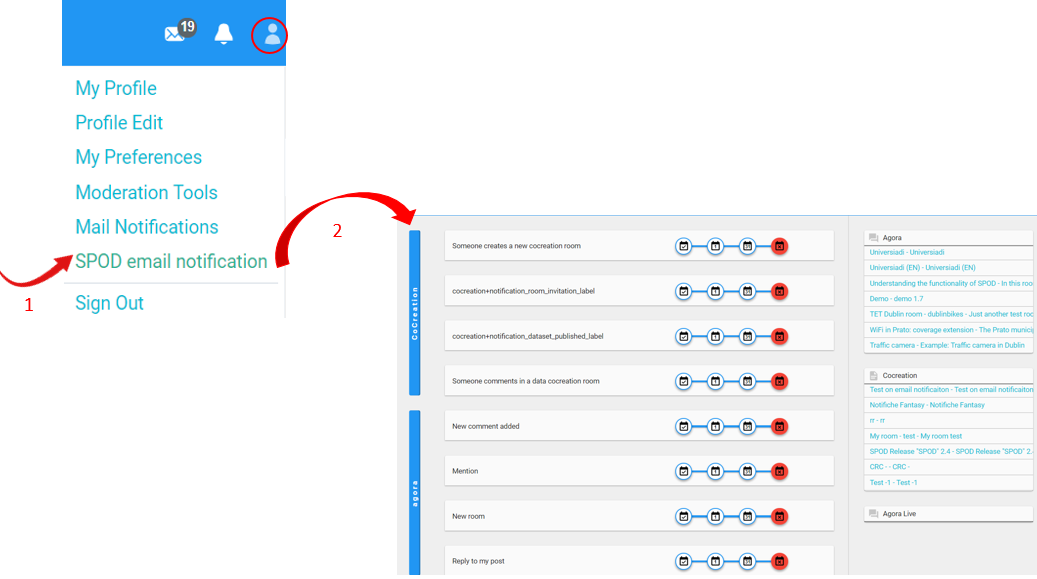 19
My Profile
Profile Edit
My Preferences
Moderation Tools
Mail Notifications
SPOD email notification
Sign Out
1
2
CoCreation
Someone creates a new cocreation room
cocreation+notification_room_invitation_label
cocreation+notification_dataset_published_label
Someone comments in a data cocreation room
agora
New comment added
Mention
New room
Reply to my post
Agora
Universiadi - Universiadi
Universiadi (EN) - Universiadi (EN)
Understanding the functionality of SPOD - In this roo
Demo - demo 1.7
TET Dublin room - dublinbikes - Just another test roo
WiFi in Prato: coverage extension - The Prato municip
Traffic camera - Example: Traffic camera in Dublin
Cocreation
Test on email notificaiton - Test on email notificaiton
Notifiche Fantasy - Notifiche Fantasy
rr - rr
My room - test - My room test
SPOD Release "SPOD" 2.4 - SPOD Release "SPOD" 2.
CRC - - CRC -
Test -1 - Test -1
Agora Live